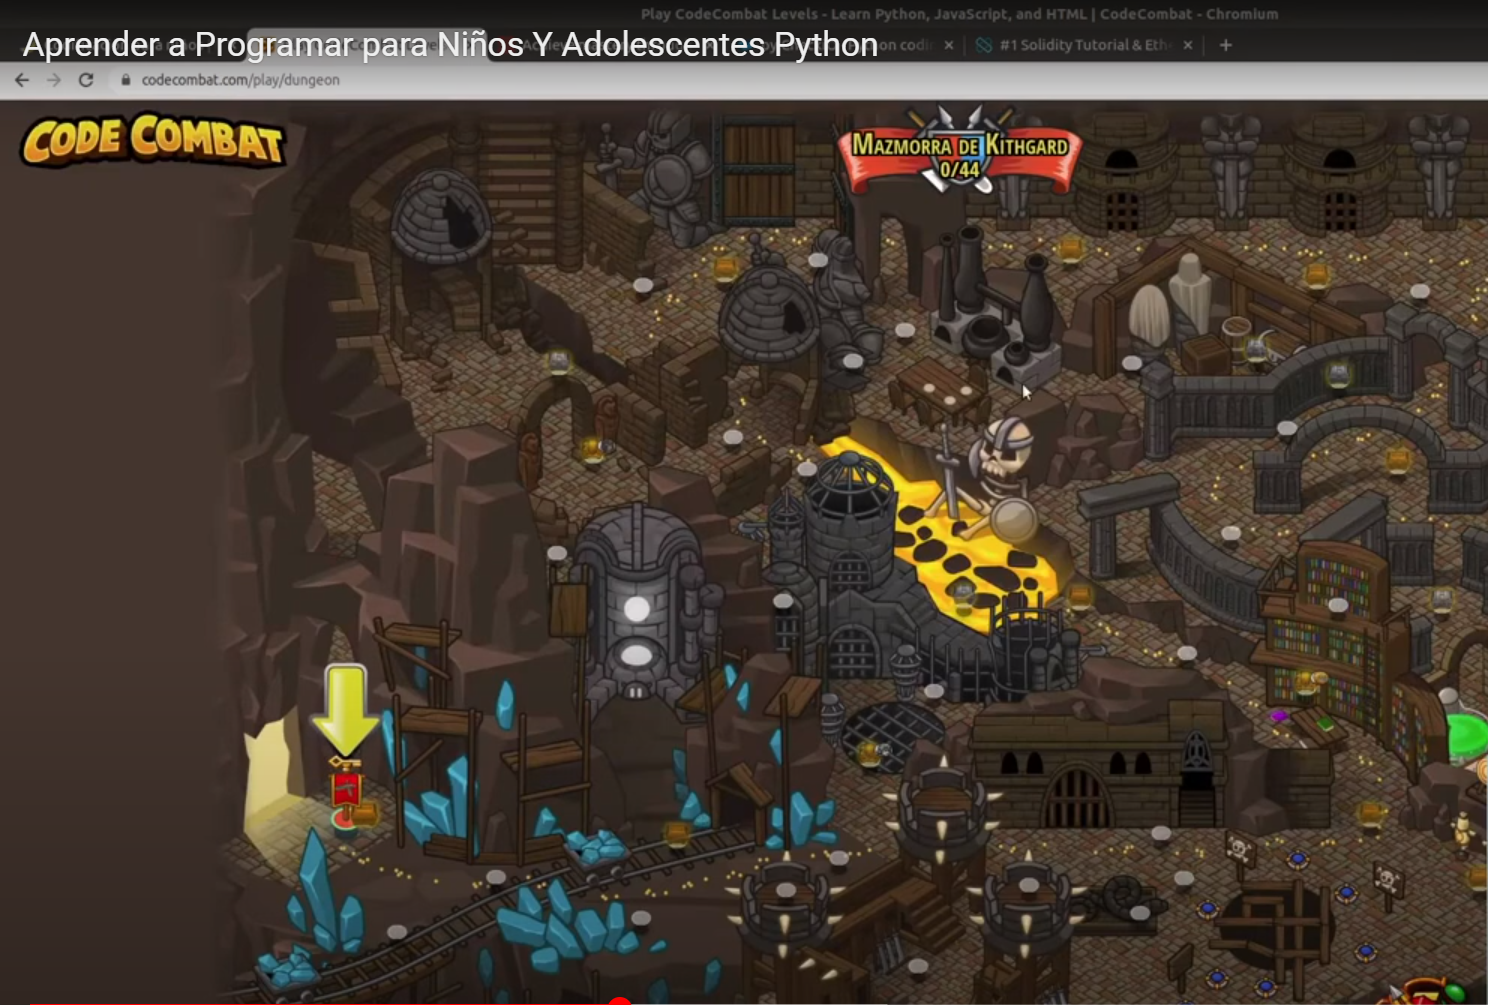 Play CodeCombat Levels - Learn Python, JavaScript, and HTML | CodeCombat - Chromium
Aprender a Programar para Niños Y Adolescentes Python
#1 Solidity Tutorial & Eth
codecombat.com/play/dungeon
CODE COMBAT
MAZMORRA DE KITHGARD
0/44